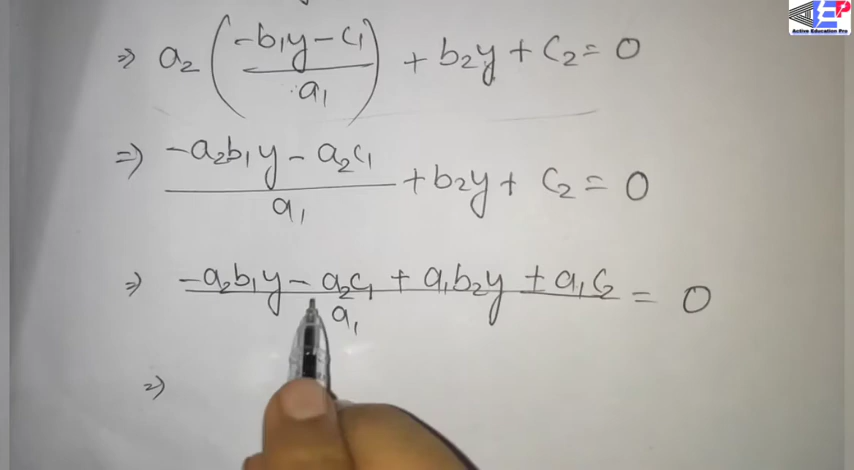 EP
Active Education Pro
⇒ a₂ ( (-b₁y - c₁) / a₁ ) + b₂y + c₂ = 0
⇒ (-a₂b₁y - a₂c₁) / a₁ + b₂y + c₂ = 0
⇒ (-a₂b₁y - a₂c₁ + a₁b₂y + a₁c₂) / a₁ = 0
⇒